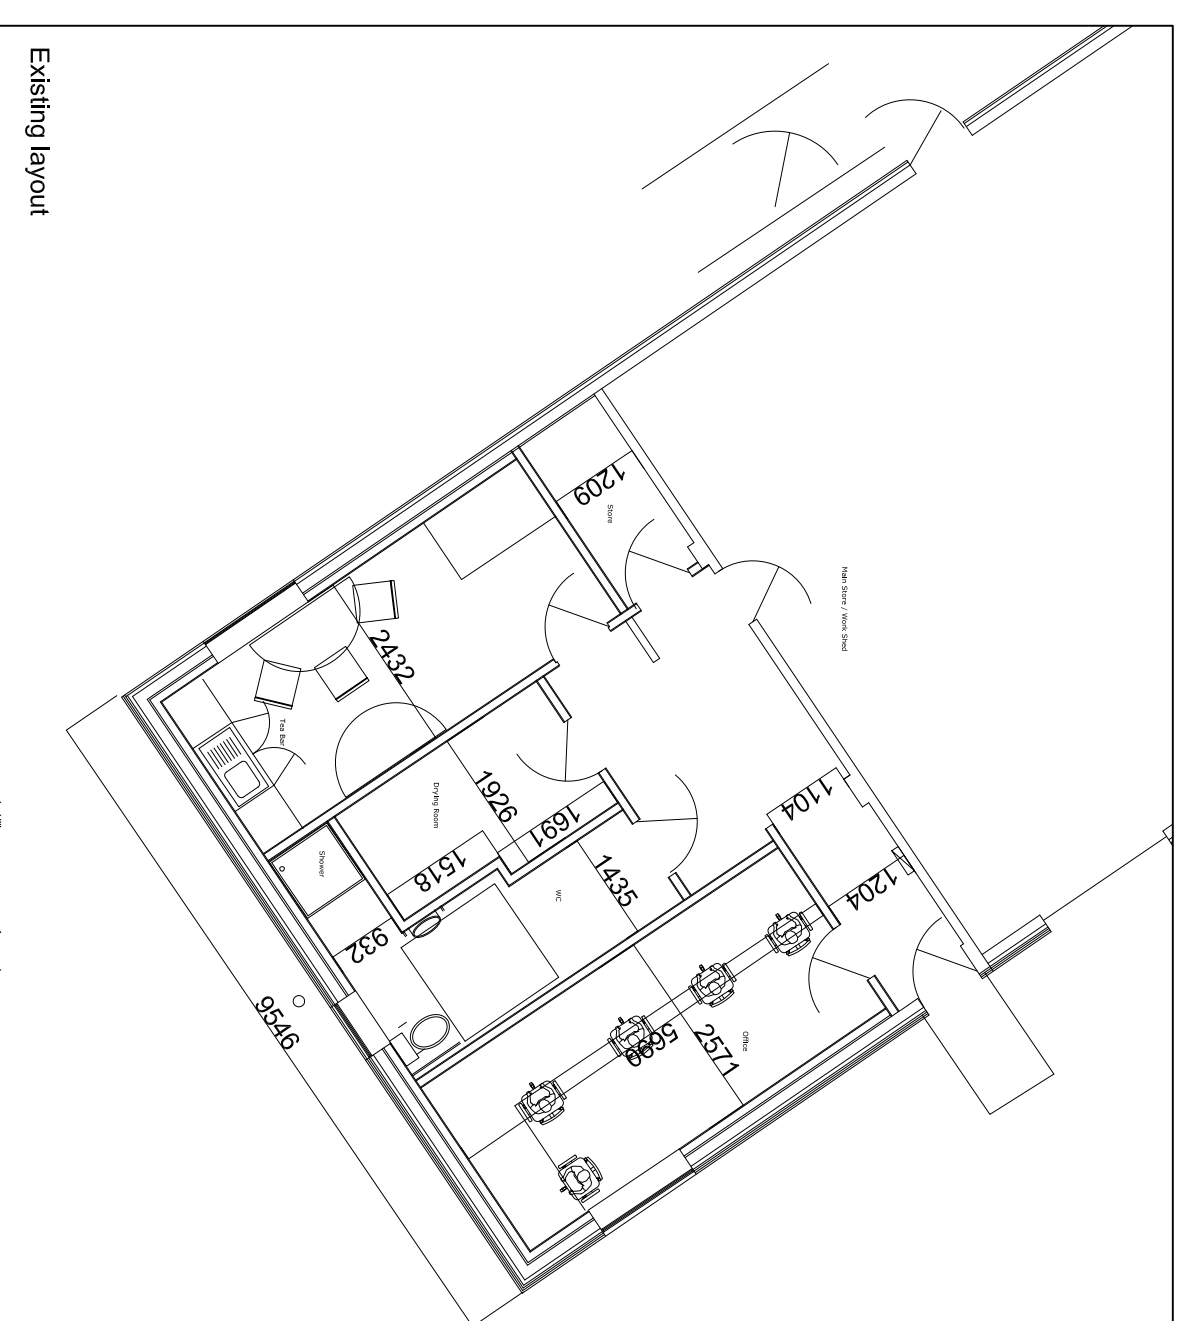 Existing layout
Main Store / Work Shed
1209
Store
2432
Tea Bar
1926
Drying Room
1691
1518
Shower
1435
WC
932
1104
1204
Office
2571
9546